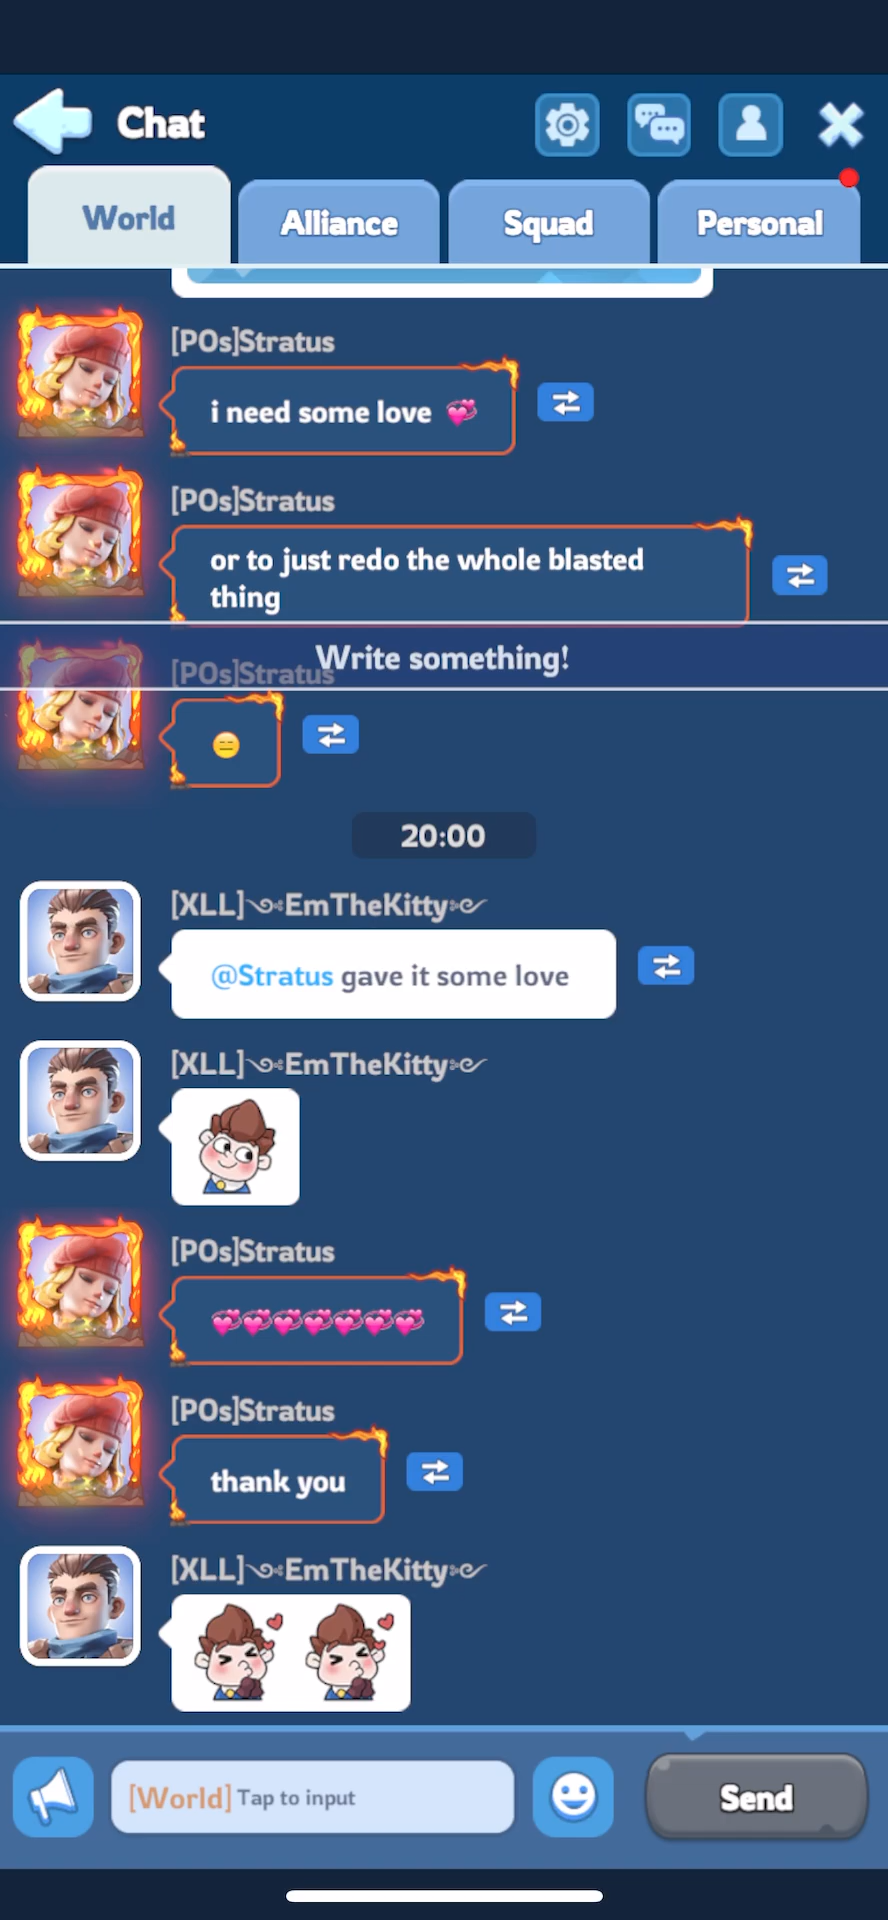 Chat
World
Alliance
Squad
Personal
[POs]Stratus
i need some love 💞
[POs]Stratus
or to just redo the whole blasted
thing
Write something!
[POs]Stratus
😑
20:00
[XLL]࿐EmTheKitty࿐
@Stratus gave it some love
[XLL]࿐EmTheKitty࿐
[POs]Stratus
💞💞💞💞💞💞💞
[POs]Stratus
thank you
[XLL]࿐EmTheKitty࿐
[World] Tap to input
Send